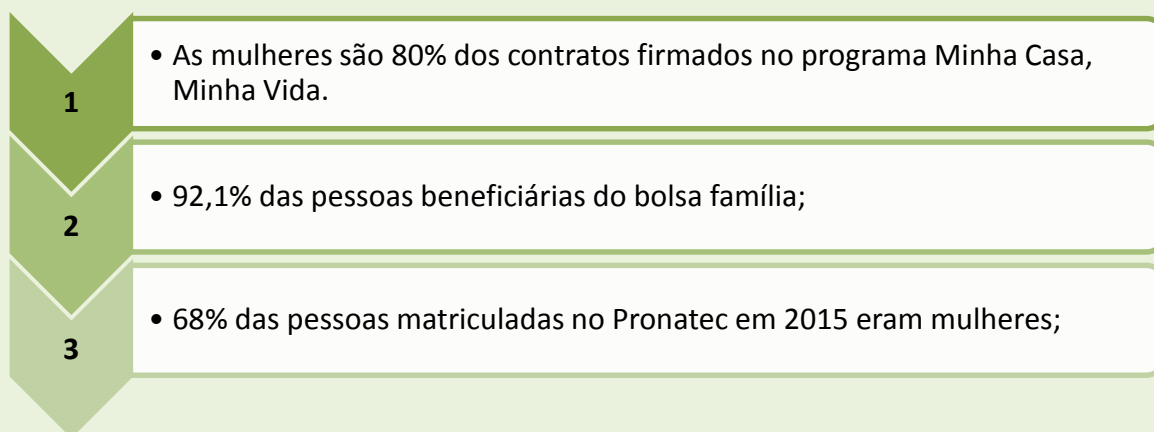 1
• As mulheres são 80% dos contratos firmados no programa Minha Casa,
Minha Vida.
2
• 92,1% das pessoas beneficiárias do bolsa família;
3
• 68% das pessoas matriculadas no Pronatec em 2015 eram mulheres;